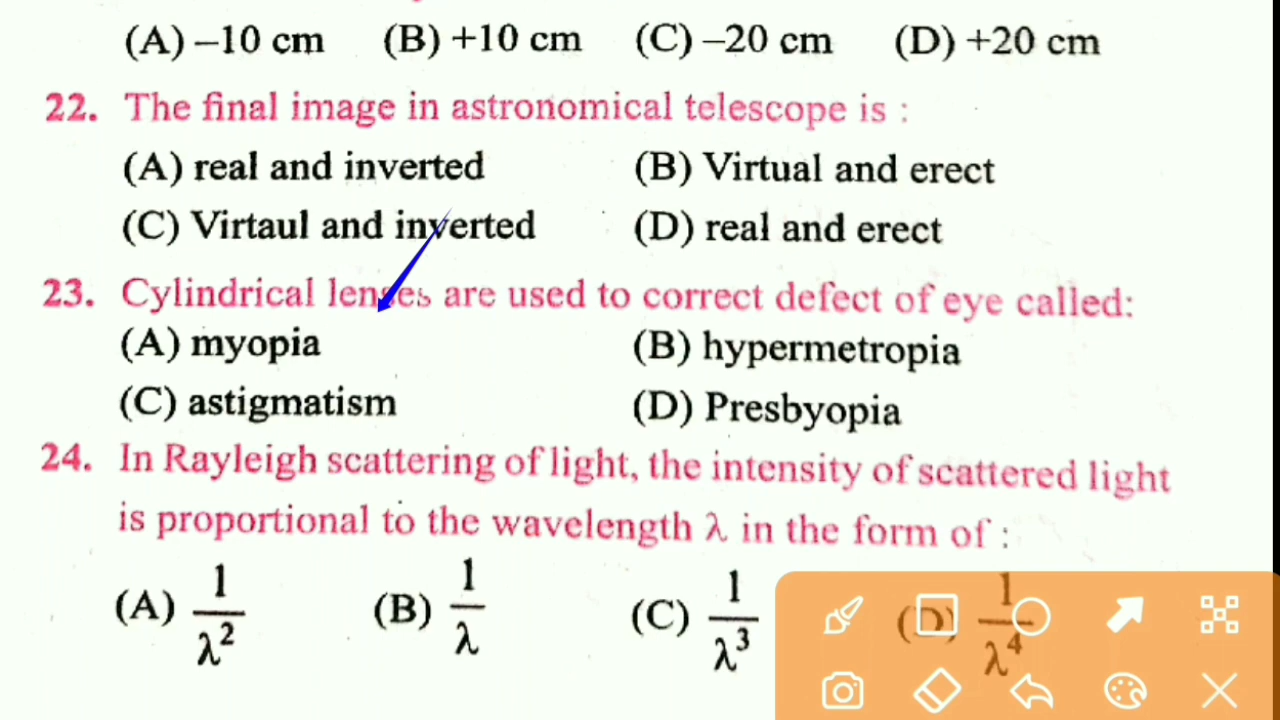 (A) –10 cm (B) +10 cm (C) –20 cm (D) +20 cm
22. The final image in astronomical telescope is :
(A) real and inverted (B) Virtual and erect
(C) Virtaul and inverted (D) real and erect
23. Cylindrical lenses are used to correct defect of eye called:
(A) myopia (B) hypermetropia
(C) astigmatism (D) Presbyopia
24. In Rayleigh scattering of light, the intensity of scattered light
is proportional to the wavelength λ in the form of :
(A) 1/λ² (B) 1/λ (C) 1/λ³ (D) 1/λ⁴